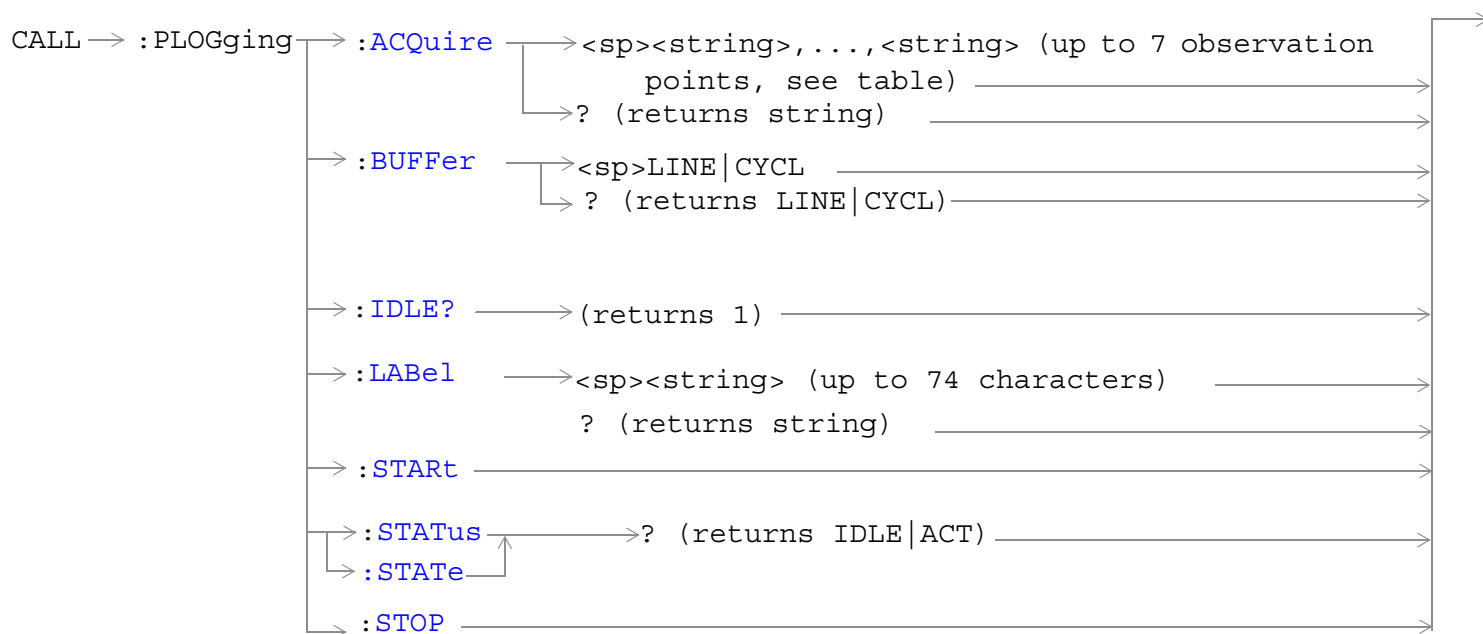 CALL :PLOGging :ACQuire <sp><string>,...,<string> (up to 7 observation
points, see table)
? (returns string)
:BUFFer <sp>LINE|CYCL
? (returns LINE|CYCL)
:IDLE? (returns 1)
:LABel <sp><string> (up to 74 characters)
? (returns string)
:STARt
:STATus ? (returns IDLE|ACT)
:STATe
:STOP